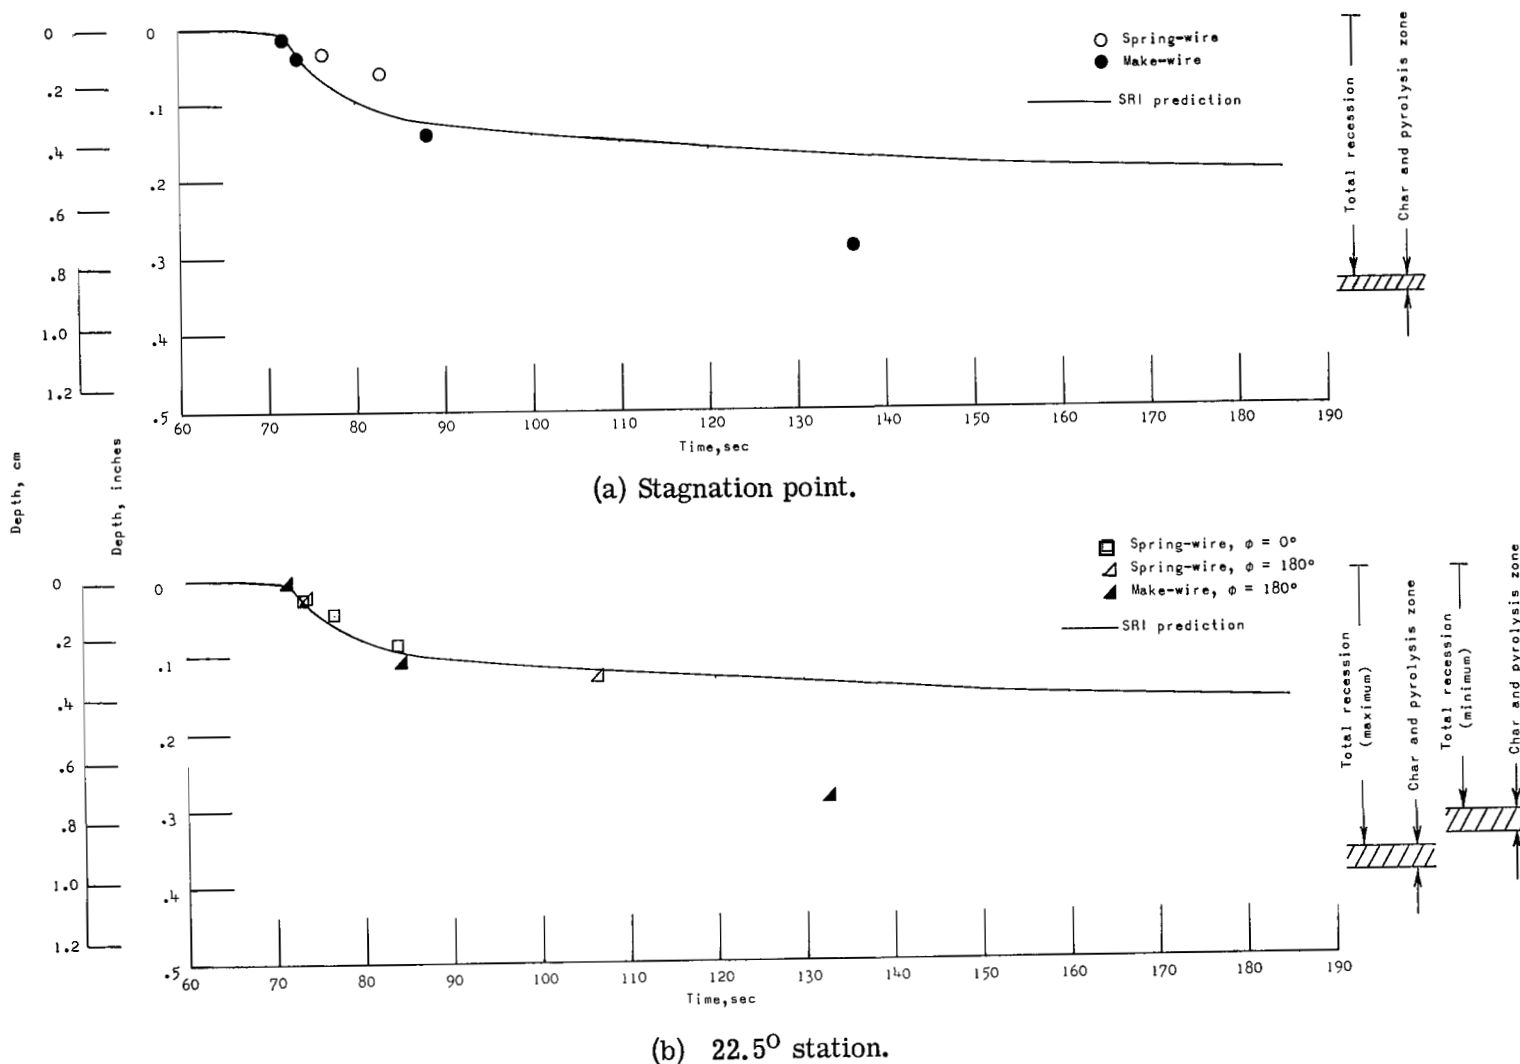 Spring-wire
Make-wire
SRI prediction
Total recession
Char and pyrolysis zone
0
.2
.4
.6
.8
1.0
1.2
0
.1
.2
.3
.4
.5
60 70 80 90 100 110 120 130 140 150 160 170 180 190
Time,sec
(a) Stagnation point.
Depth, cm
Depth, inches
Spring-wire, φ = 0°
Spring-wire, φ = 180°
Make-wire, φ = 180°
SRI prediction
Total recession
(maximum)
Char and pyrolysis zone
Total recession
(minimum)
Char and pyrolysis zone
0
.2
.4
.6
.8
1.0
1.2
0
.1
.2
.3
.4
.5
60 70 80 90 100 110 120 130 140 150 160 170 180 190
Time,sec
(b) 22.5° station.